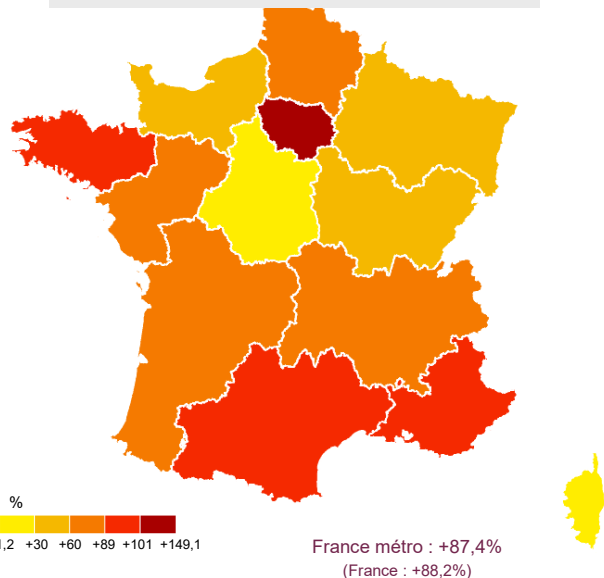 %
+30 +60 +89 +101 +149,1
France métro : +87,4%
(France : +88,2%)